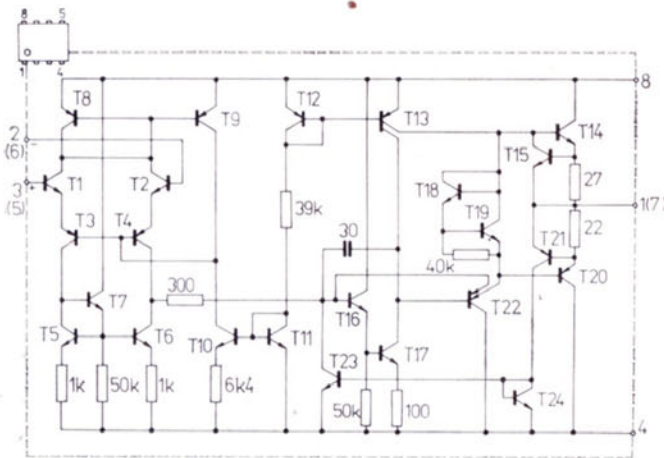 8 5
1 4
8
T8 T9 T12 T13 T14
T15
2
(6) −
3 +
(5)
T1 T2
T18
27
1(7)
39k
T3 T4
T19
22
30
T21
40k
T20
300
T7
T16
T22
T5 T6
T10 T11
T17
T23
1k 50k 1k 6k4
50k 100
T24
4